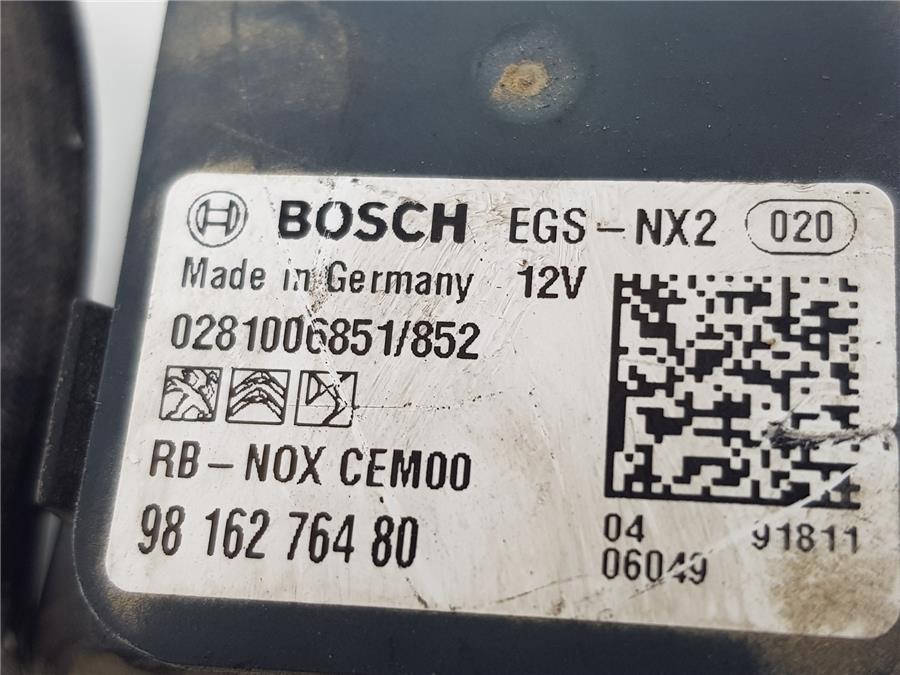 BOSCH EGS-NX2 020
Made in Germany 12V
0281006851/852
RB-NOX CEM00
98 162 764 80
04 91811
06049